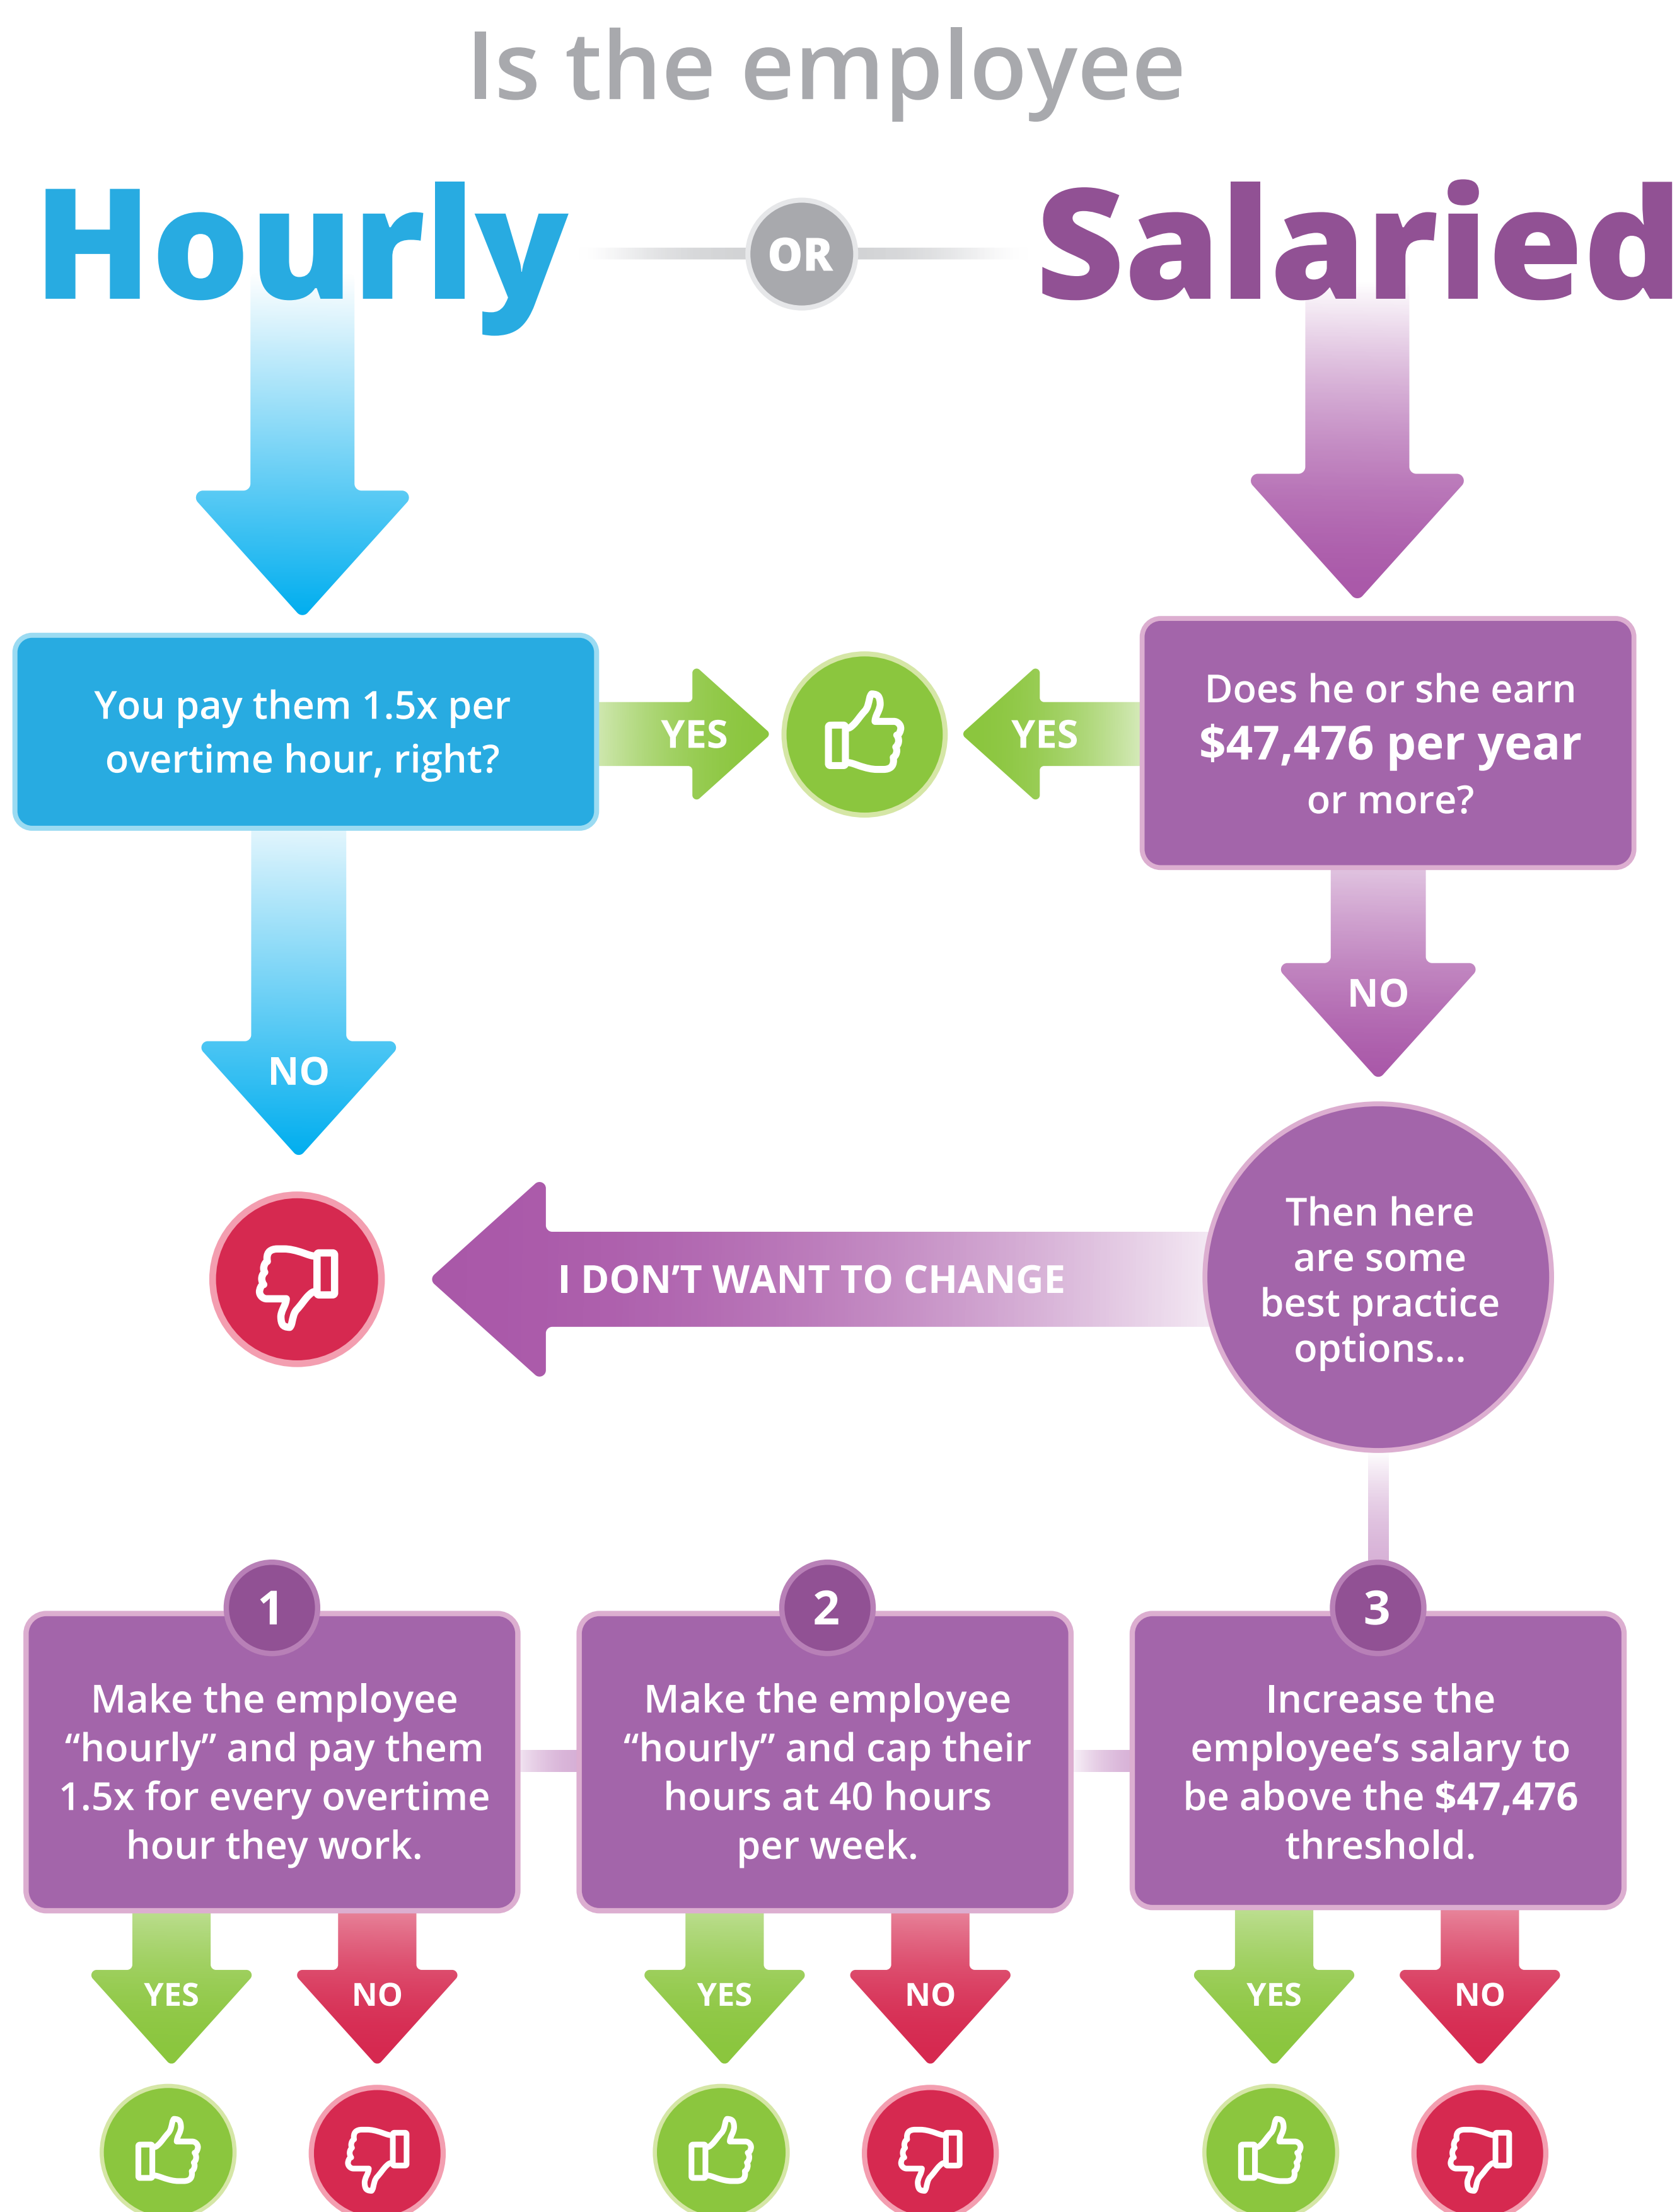 Is the employee
Hourly
OR
Salaried
You pay them 1.5x per
overtime hour, right?
YES
YES
Does he or she earn
$47,476 per year
or more?
NO
NO
Then here
are some
best practice
options...
I DON’T WANT TO CHANGE
1
Make the employee
“hourly” and pay them
1.5x for every overtime
hour they work.
2
Make the employee
“hourly” and cap their
hours at 40 hours
per week.
3
Increase the
employee’s salary to
be above the $47,476
threshold.
YES
NO
YES
NO
YES
NO